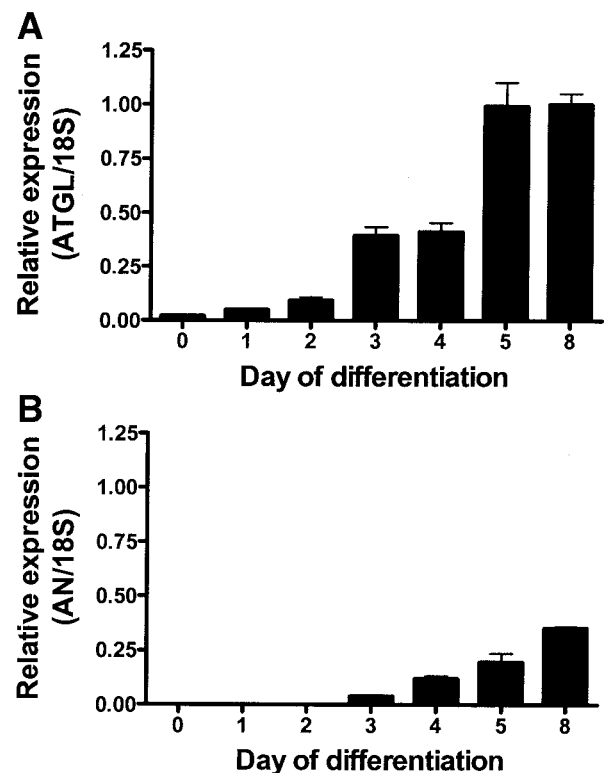 A
Relative expression
(ATGL/18S)
1.25
1.00
0.75
0.50
0.25
0.00
0 1 2 3 4 5 8
Day of differentiation
B
Relative expression
(AN/18S)
1.25
1.00
0.75
0.50
0.25
0.00
0 1 2 3 4 5 8
Day of differentiation